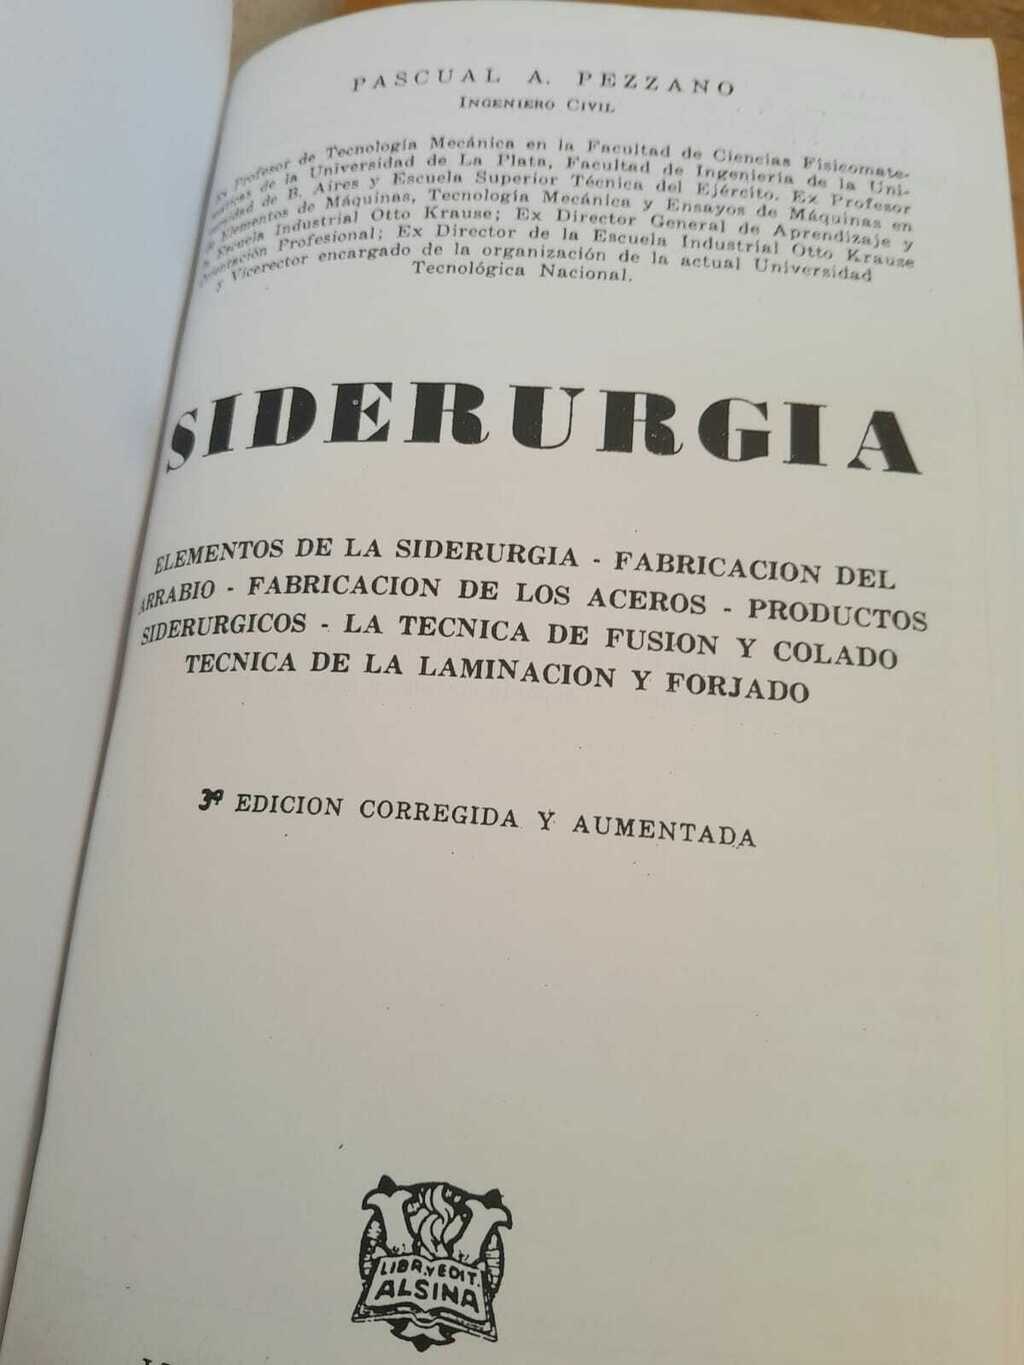 PASCUAL A. PEZZANO
INGENIERO CIVIL
Ex Profesor de Tecnología Mecánica en la Facultad de Ciencias Fisicomate-
máticas de la Universidad de La Plata, Facultad de Ingeniería de la Uni-
versidad de B. Aires y Escuela Superior Técnica del Ejército. Ex Profesor
de Elementos de Máquinas, Tecnología Mecánica y Ensayos de Máquinas en
la Escuela Industrial Otto Krause; Ex Director General de Aprendizaje y
Orientación Profesional; Ex Director de la Escuela Industrial Otto Krause
y Vicerector encargado de la organización de la actual Universidad
Tecnológica Nacional.
SIDERURGIA
ELEMENTOS DE LA SIDERURGIA - FABRICACION DEL
ARRABIO - FABRICACION DE LOS ACEROS - PRODUCTOS
SIDERURGICOS - LA TECNICA DE FUSION Y COLADO
TECNICA DE LA LAMINACION Y FORJADO
3ª EDICION CORREGIDA Y AUMENTADA
LIBR. Y EDIT.
ALSINA